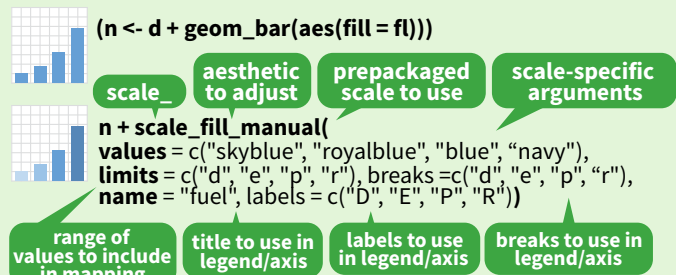 (n <- d + geom_bar(aes(fill = fl)))
scale_
aesthetic
to adjust
prepackaged
scale to use
scale-specific
arguments
n + scale_fill_manual(
values = c("skyblue", "royalblue", "blue", “navy"),
limits = c("d", "e", "p", "r"), breaks =c("d", "e", "p", “r"),
name = "fuel", labels = c("D", "E", "P", "R"))
range of
values to include
in mapping
title to use in
legend/axis
labels to use
in legend/axis
breaks to use in
legend/axis